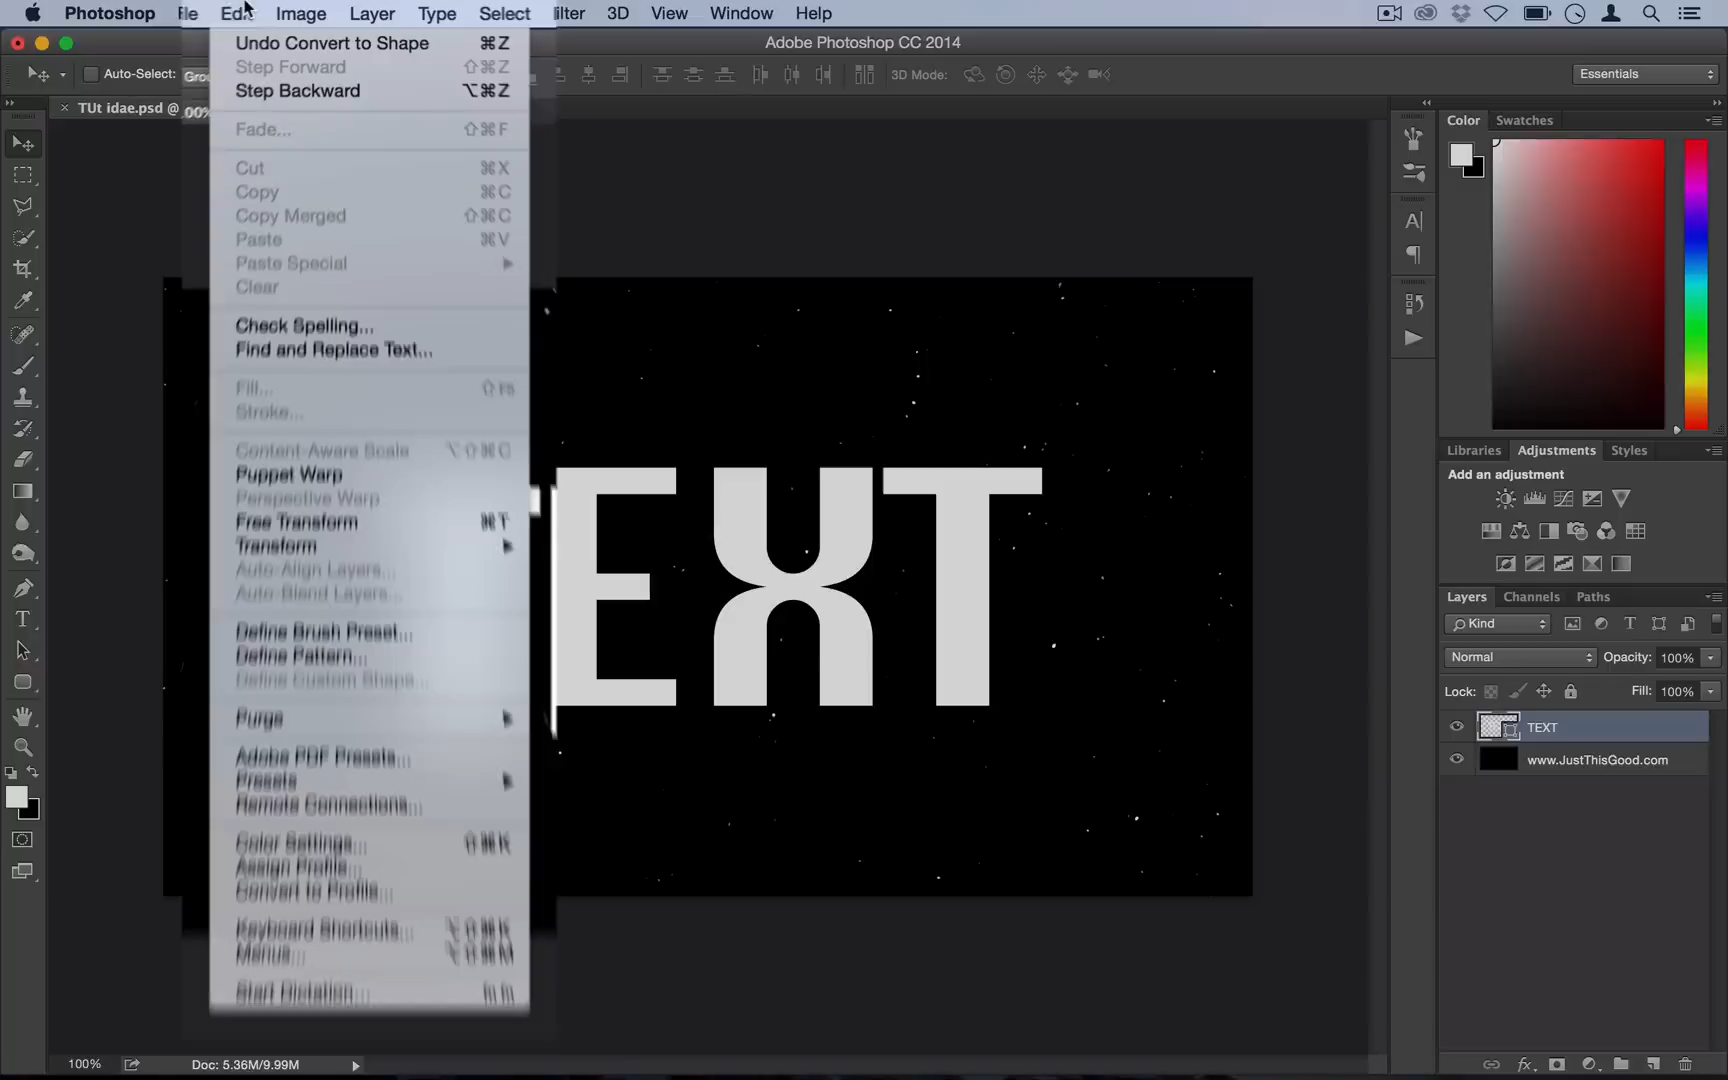 Photoshop Image Layer Type Select 3D View Window Help
Adobe Photoshop CC 2014
Auto-Select: 3D Mode: Essentials
TUt idae.psd @
Undo Convert to Shape ⌘Z
Step Forward ⇧⌘Z
Step Backward ⌥⌘Z
Fade... ⇧⌘F
Cut ⌘X
Copy ⌘C
Copy Merged ⇧⌘C
Paste ⌘V
Paste Special
Clear
Check Spelling...
Find and Replace Text...
Fill...
Stroke...
Content-Aware Scale ⌥⇧⌘C
Puppet Warp
Perspective Warp
Free Transform ⌘T
Transform
Auto-Align Layers...
Auto-Blend Layers...
Define Brush Preset...
Define Pattern...
Define Custom Shape...
Purge
Adobe PDF Presets...
Presets
Remote Connections...
Color Settings... ⇧⌘K
Assign Profile...
Convert to Profile...
Keyboard Shortcuts... ⌥⇧⌘K
Menus... ⌥⇧⌘M
Start Dictation...
EXT
Color Swatches
Libraries Adjustments Styles
Add an adjustment
Layers Channels Paths
Kind
Normal Opacity: 100%
Lock: Fill: 100%
TEXT
www.JustThisGood.com
100% Doc: 5.36M/9.99M